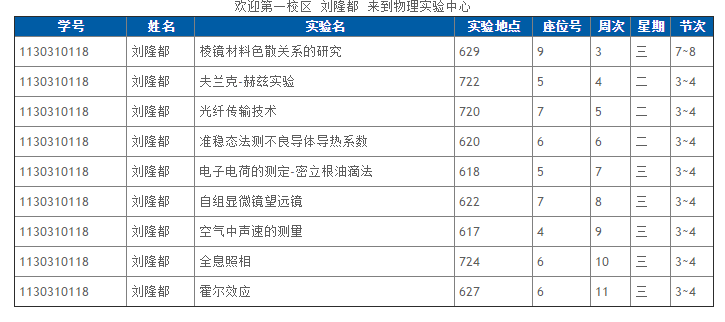 欢迎第一校区 刘隆都 来到物理实验中心
学号 姓名 实验名 实验地点 座位号 周次 星期 节次
1130310118 刘隆都 棱镜材料色散关系的研究 629 9 3 三 7~8
1130310118 刘隆都 夫兰克-赫兹实验 722 5 4 二 3~4
1130310118 刘隆都 光纤传输技术 720 7 5 二 3~4
1130310118 刘隆都 准稳态法测不良导体导热系数 620 6 6 二 3~4
1130310118 刘隆都 电子电荷的测定-密立根油滴法 618 5 7 三 3~4
1130310118 刘隆都 自组显微镜望远镜 622 7 8 三 3~4
1130310118 刘隆都 空气中声速的测量 617 4 9 三 3~4
1130310118 刘隆都 全息照相 724 6 10 三 3~4
1130310118 刘隆都 霍尔效应 627 6 11 三 3~4